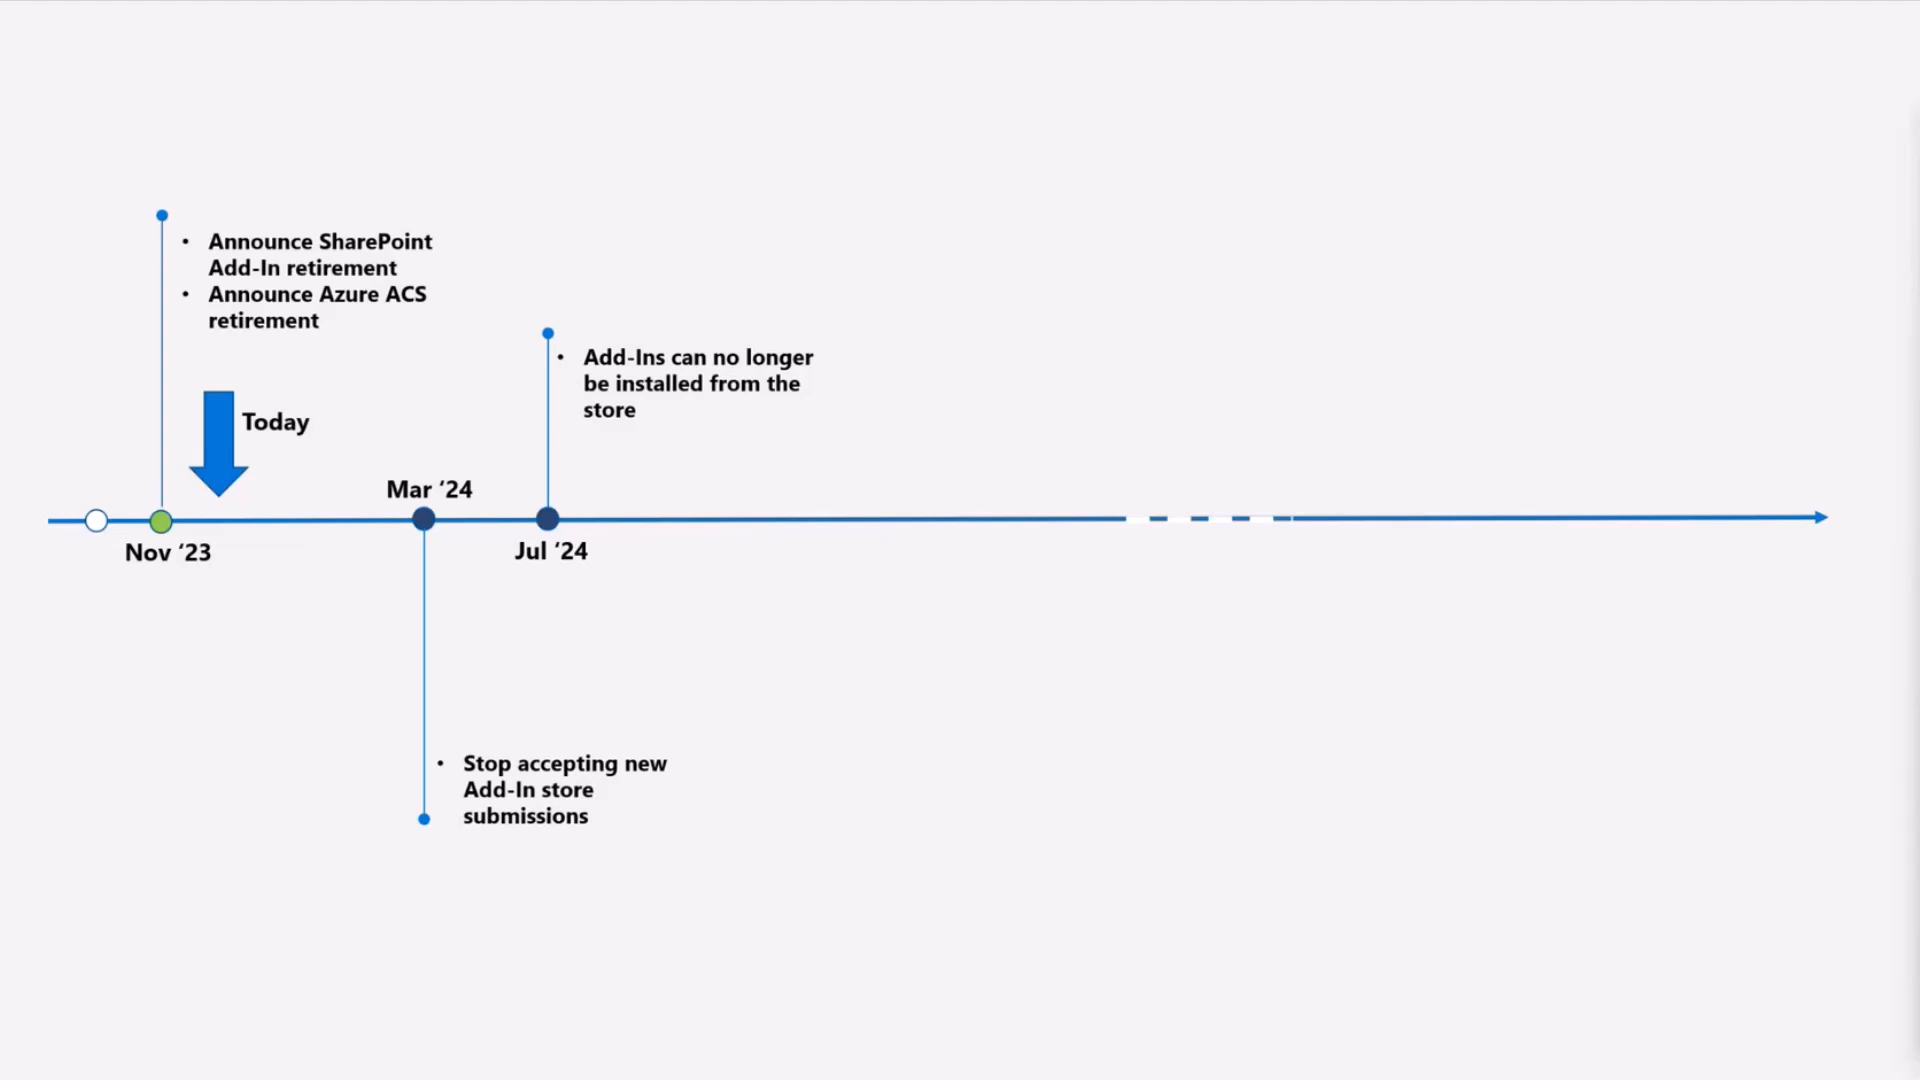 • Announce SharePoint
Add-In retirement
• Announce Azure ACS
retirement
• Add-Ins can no longer
be installed from the
store
Today
Mar ‘24
Nov ‘23
Jul ‘24
• Stop accepting new
Add-In store
submissions